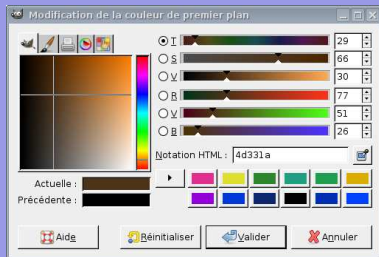 Modification de la couleur de premier plan
T 29
S 66
V 30
R 77
V 51
B 26
Notation HTML : 4d331a
Actuelle :
Précédente :
Aide
Réinitialiser
Valider
Annuler